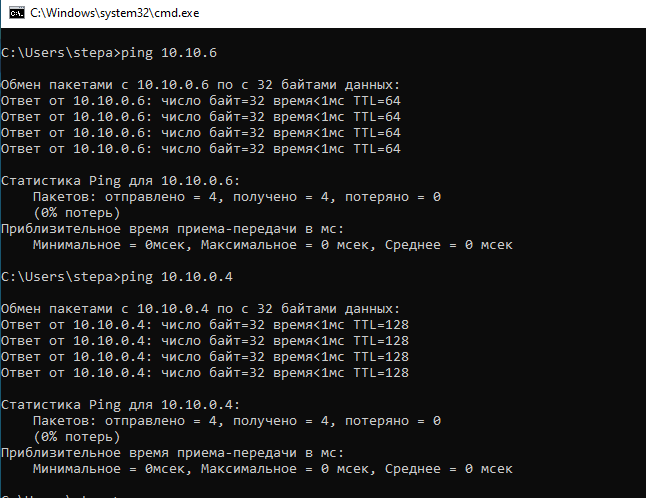 C:\Windows\system32\cmd.exe
C:\Users\stepa>ping 10.10.6
Обмен пакетами с 10.10.0.6 по с 32 байтами данных:
Ответ от 10.10.0.6: число байт=32 время<1мс TTL=64
Ответ от 10.10.0.6: число байт=32 время<1мс TTL=64
Ответ от 10.10.0.6: число байт=32 время<1мс TTL=64
Ответ от 10.10.0.6: число байт=32 время<1мс TTL=64
Статистика Ping для 10.10.0.6:
Пакетов: отправлено = 4, получено = 4, потеряно = 0
(0% потерь)
Приблизительное время приема-передачи в мс:
Минимальное = 0мсек, Максимальное = 0 мсек, Среднее = 0 мсек
C:\Users\stepa>ping 10.10.0.4
Обмен пакетами с 10.10.0.4 по с 32 байтами данных:
Ответ от 10.10.0.4: число байт=32 время<1мс TTL=128
Ответ от 10.10.0.4: число байт=32 время<1мс TTL=128
Ответ от 10.10.0.4: число байт=32 время<1мс TTL=128
Ответ от 10.10.0.4: число байт=32 время<1мс TTL=128
Статистика Ping для 10.10.0.4:
Пакетов: отправлено = 4, получено = 4, потеряно = 0
(0% потерь)
Приблизительное время приема-передачи в мс:
Минимальное = 0мсек, Максимальное = 0 мсек, Среднее = 0 мсек